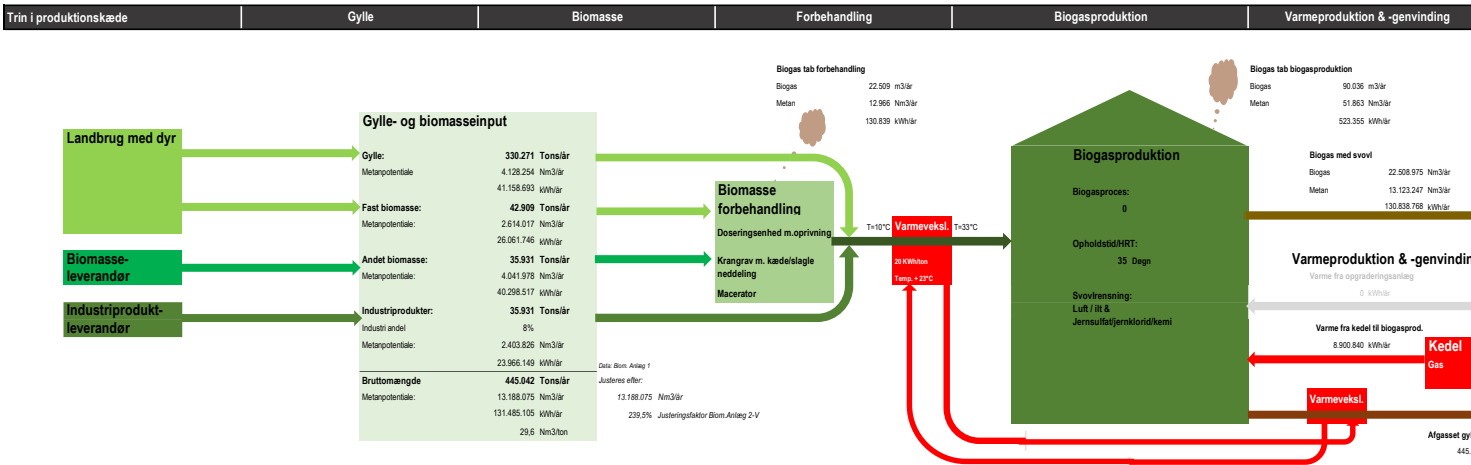 Trin i produktionskæde Gylle Biomasse Forbehandling Biogasproduktion Varmeproduktion & -genvinding
Biogas tab forbehandling
Biogas 22.509 m3/år
Metan 12.966 Nm3/år
130.839 kWh/år
Biogas tab biogasproduktion
Biogas 90.036 m3/år
Metan 51.863 Nm3/år
523.355 kWh/år
Landbrug med dyr
Biomasse-
leverandør
Industriprodukt-
leverandør
Gylle- og biomasseinput
Gylle: 330.271 Tons/år
Metanpotentiale 4.128.254 Nm3/år
41.158.693 kWh/år
Fast biomasse: 42.909 Tons/år
Metanpotentiale: 2.614.017 Nm3/år
26.061.746 kWh/år
Andet biomasse: 35.931 Tons/år
Metanpotentiale: 4.041.978 Nm3/år
40.298.517 kWh/år
Industriprodukter: 35.931 Tons/år
Industri andel 8%
Metanpotentiale: 2.403.826 Nm3/år
23.966.149 kWh/år
Bruttomængde 445.042 Tons/år
Metanpotentiale: 13.188.075 Nm3/år
131.485.105 kWh/år
29,6 Nm3/ton
Data: Biom. Anlæg 1
Justeres efter:
13.188.075 Nm3/år
239,5% Justeringsfaktor Biom.Anlæg 2-V
Biomasse
forbehandling
Doseringsenhed m.oprivning
Krangrav m. kæde/slagle
neddeling
Macerator
T=10°C
Varmeveksl.
20 KWh/ton
Temp. + 23°C
T=33°C
Biogasproduktion
Biogasproces:
0
Opholdstid/HRT:
35 Døgn
Svovlrensning:
Luft / ilt &
Jernsulfat/jernklorid/kemi
Biogas med svovl
Biogas 22.508.975 Nm3/år
Metan 13.123.247 Nm3/år
130.838.768 kWh/år
Varmeproduktion & -genvindin
Varme fra opgraderingsanlæg
0 kWh/år
Varme fra kedel til biogasprod.
8.900.840 kWh/år
Kedel
Gas
Varmeveksl.
Afgasset gyl
445.